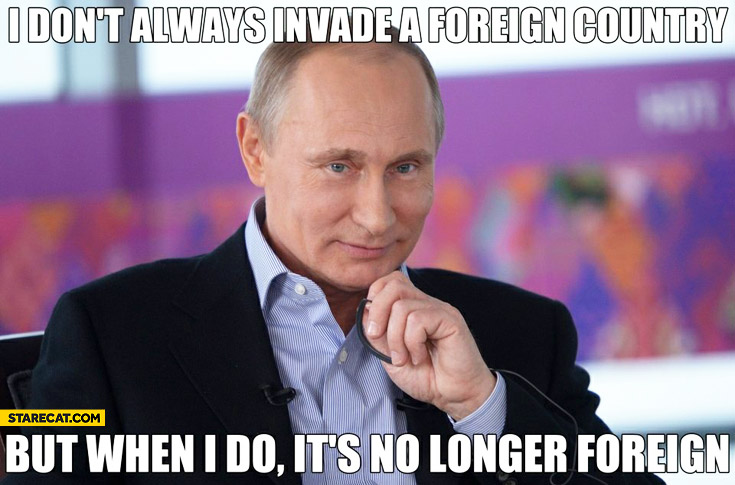 I DON'T ALWAYS INVADE A FOREIGN COUNTRY
STARECAT.COM
BUT WHEN I DO, IT'S NO LONGER FOREIGN